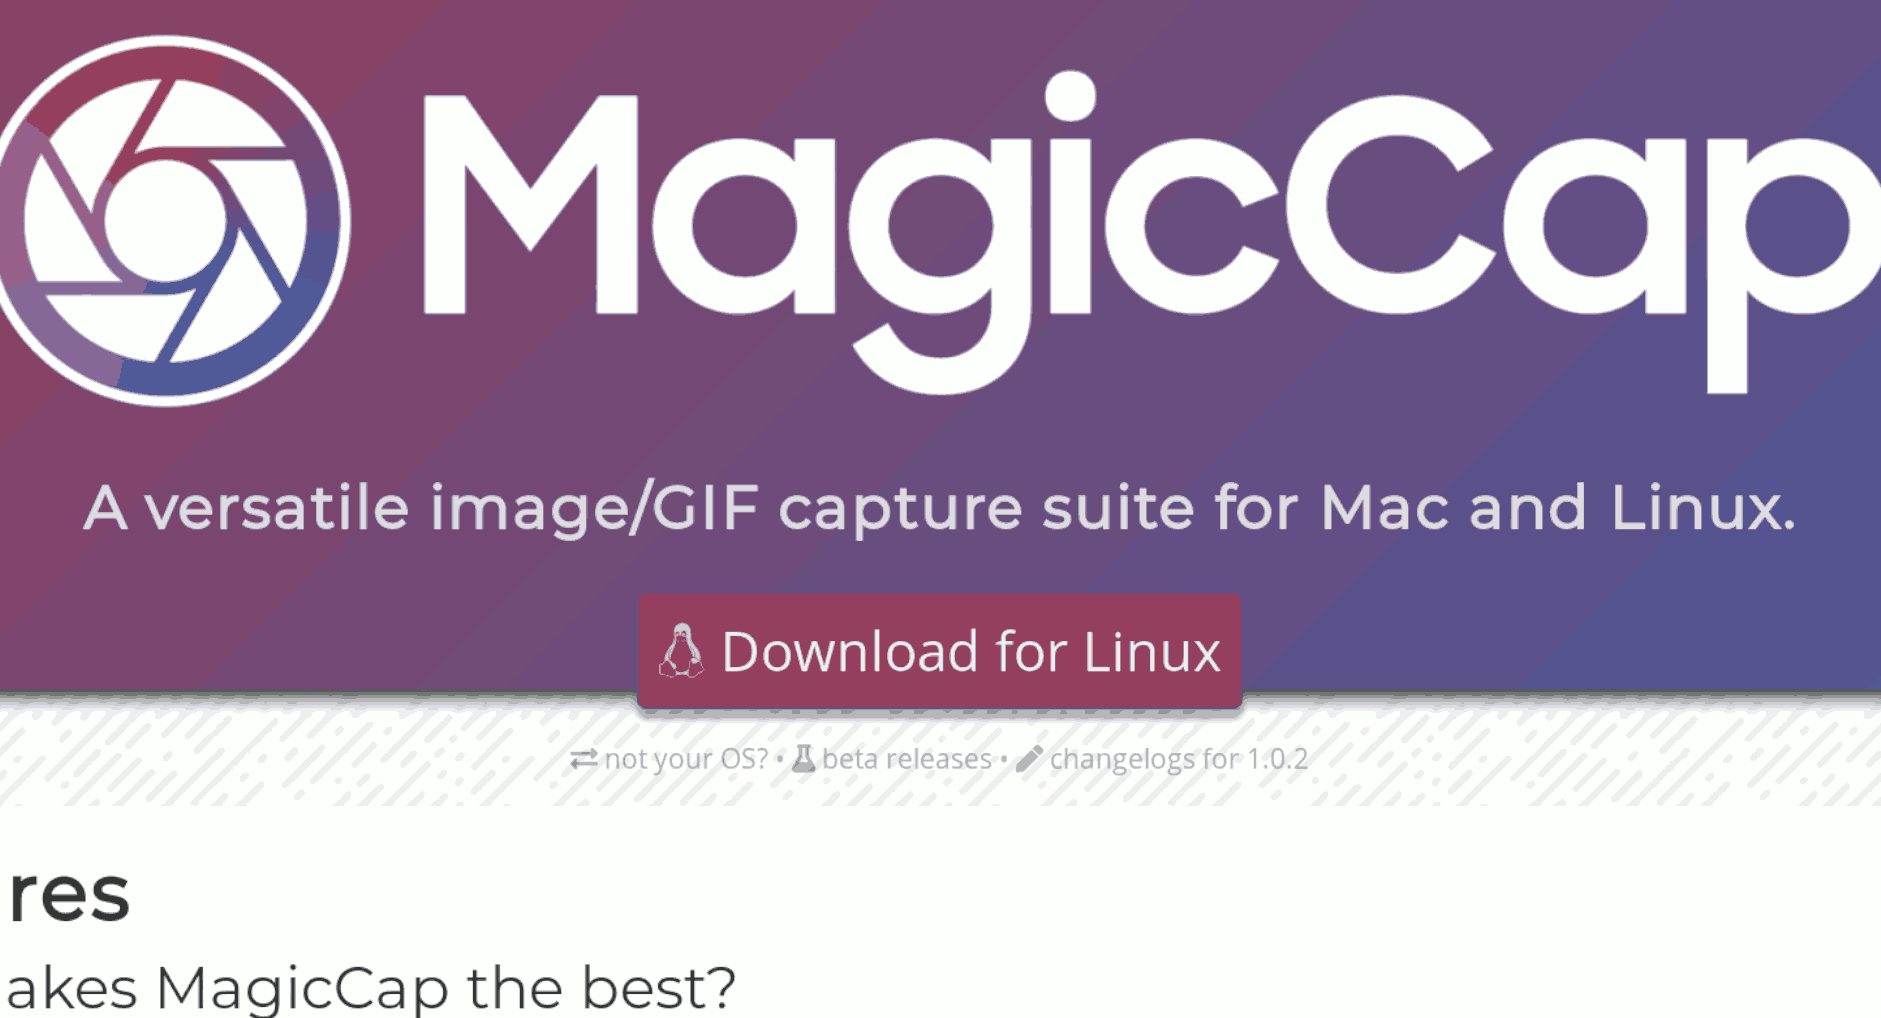 MagicCap
A versatile image/GIF capture suite for Mac and Linux.
Download for Linux
not your OS? • beta releases • changelogs for 1.0.2
res
akes MagicCap the best?